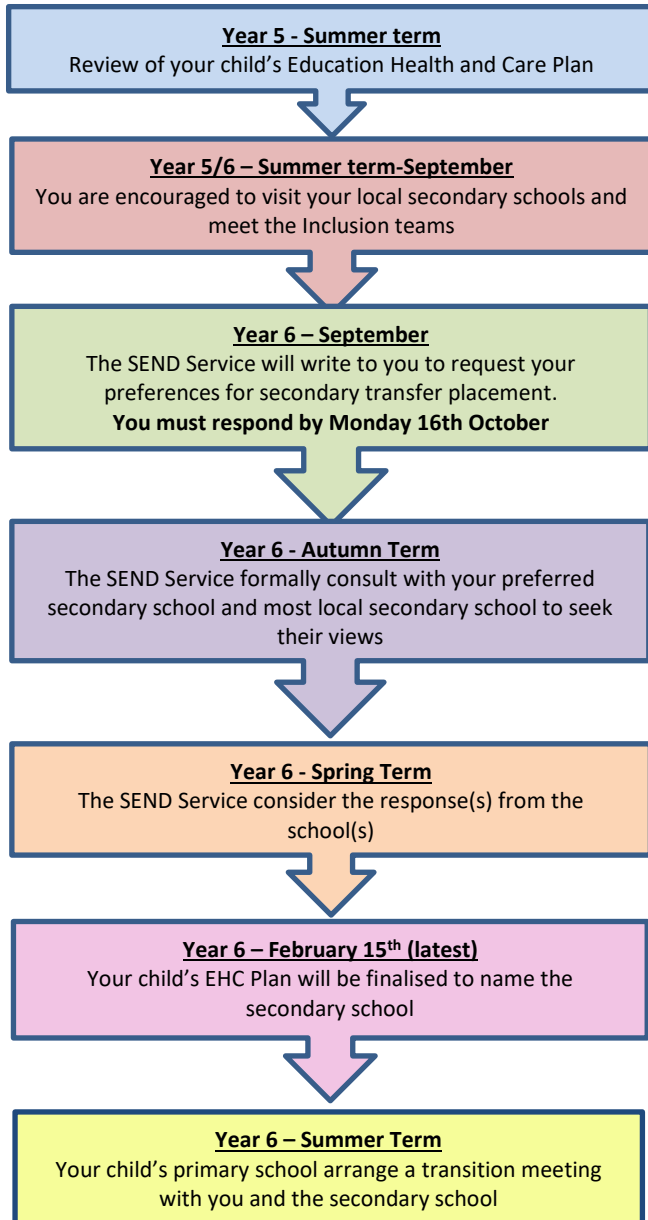 Year 5 - Summer term
Review of your child’s Education Health and Care Plan
Year 5/6 – Summer term-September
You are encouraged to visit your local secondary schools and
meet the Inclusion teams
Year 6 – September
The SEND Service will write to you to request your
preferences for secondary transfer placement.
You must respond by Monday 16th October
Year 6 - Autumn Term
The SEND Service formally consult with your preferred
secondary school and most local secondary school to seek
their views
Year 6 - Spring Term
The SEND Service consider the response(s) from the
school(s)
Year 6 – February 15th (latest)
Your child’s EHC Plan will be finalised to name the
secondary school
Year 6 – Summer Term
Your child’s primary school arrange a transition meeting
with you and the secondary school